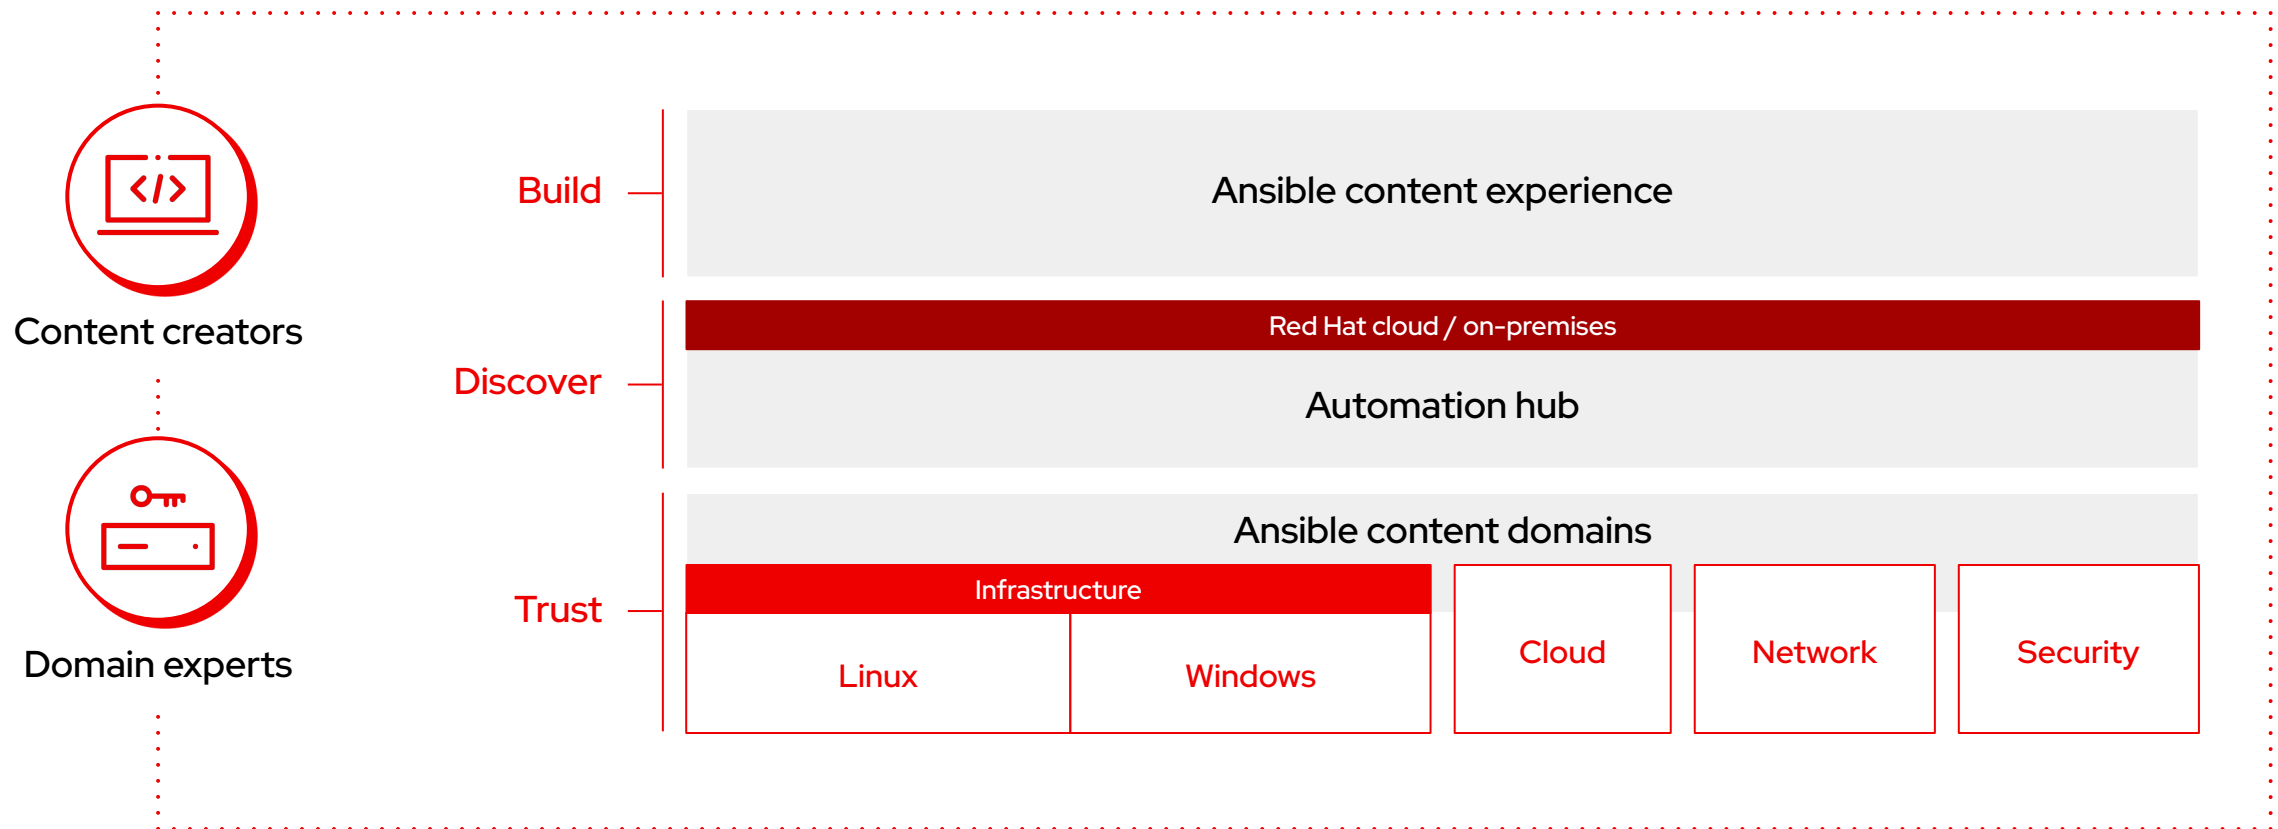 Content creators
Domain experts
Build
Ansible content experience
Discover
Red Hat cloud / on-premises
Automation hub
Trust
Ansible content domains
Infrastructure
Linux
Windows
Cloud
Network
Security